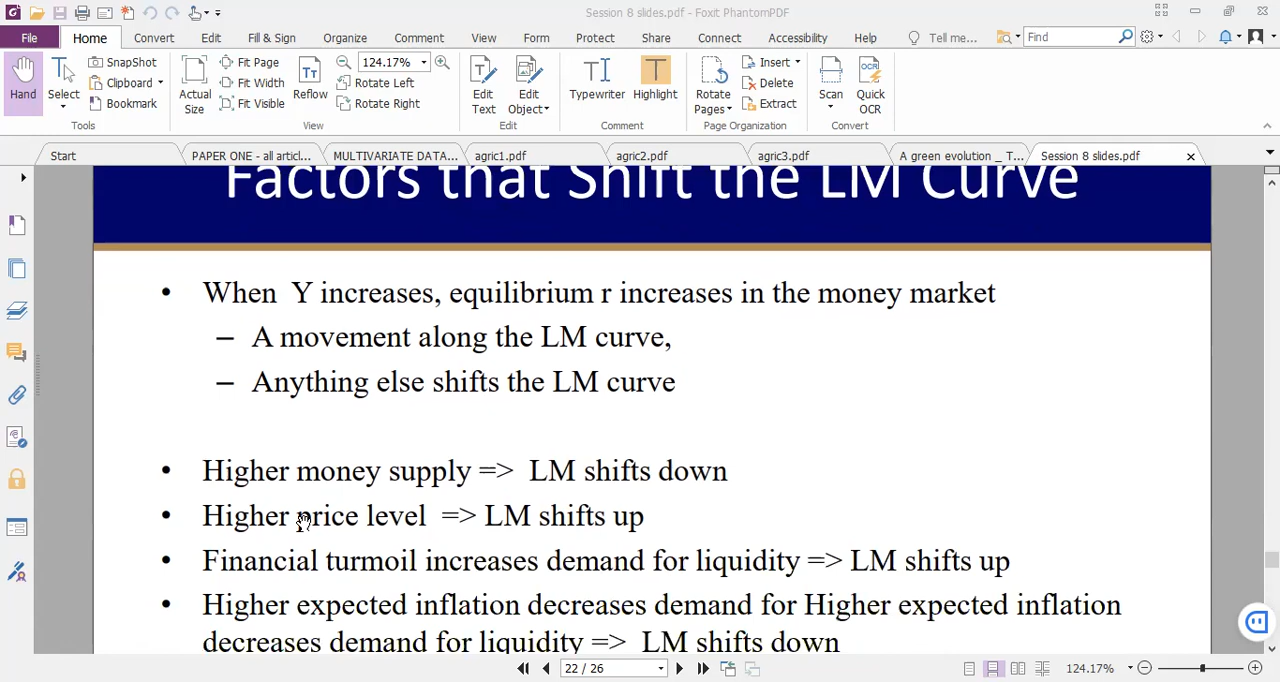 Session 8 slides.pdf - Foxit PhantomPDF
File Home Convert Edit Fill & Sign Organize Comment View Form Protect Share Connect Accessibility Help Tell me... Find
Hand
Select
SnapShot
Clipboard
Bookmark
Tools
Actual Size
Fit Page
Fit Width
Fit Visible
Reflow
124.17%
Rotate Left
Rotate Right
View
Edit Text
Edit Object
Edit
Typewriter
Highlight
Comment
Rotate Pages
Insert
Delete
Extract
Page Organization
Scan
Quick OCR
Convert
Start PAPER ONE - all articl... MULTIVARIATE DATA... agric1.pdf agric2.pdf agric3.pdf A green evolution _ T... Session 8 slides.pdf
Factors that Shift the LM Curve
• When Y increases, equilibrium r increases in the money market
– A movement along the LM curve,
– Anything else shifts the LM curve
• Higher money supply => LM shifts down
• Higher price level => LM shifts up
• Financial turmoil increases demand for liquidity => LM shifts up
• Higher expected inflation decreases demand for Higher expected inflation
decreases demand for liquidity => LM shifts down
22 / 26
124.17%